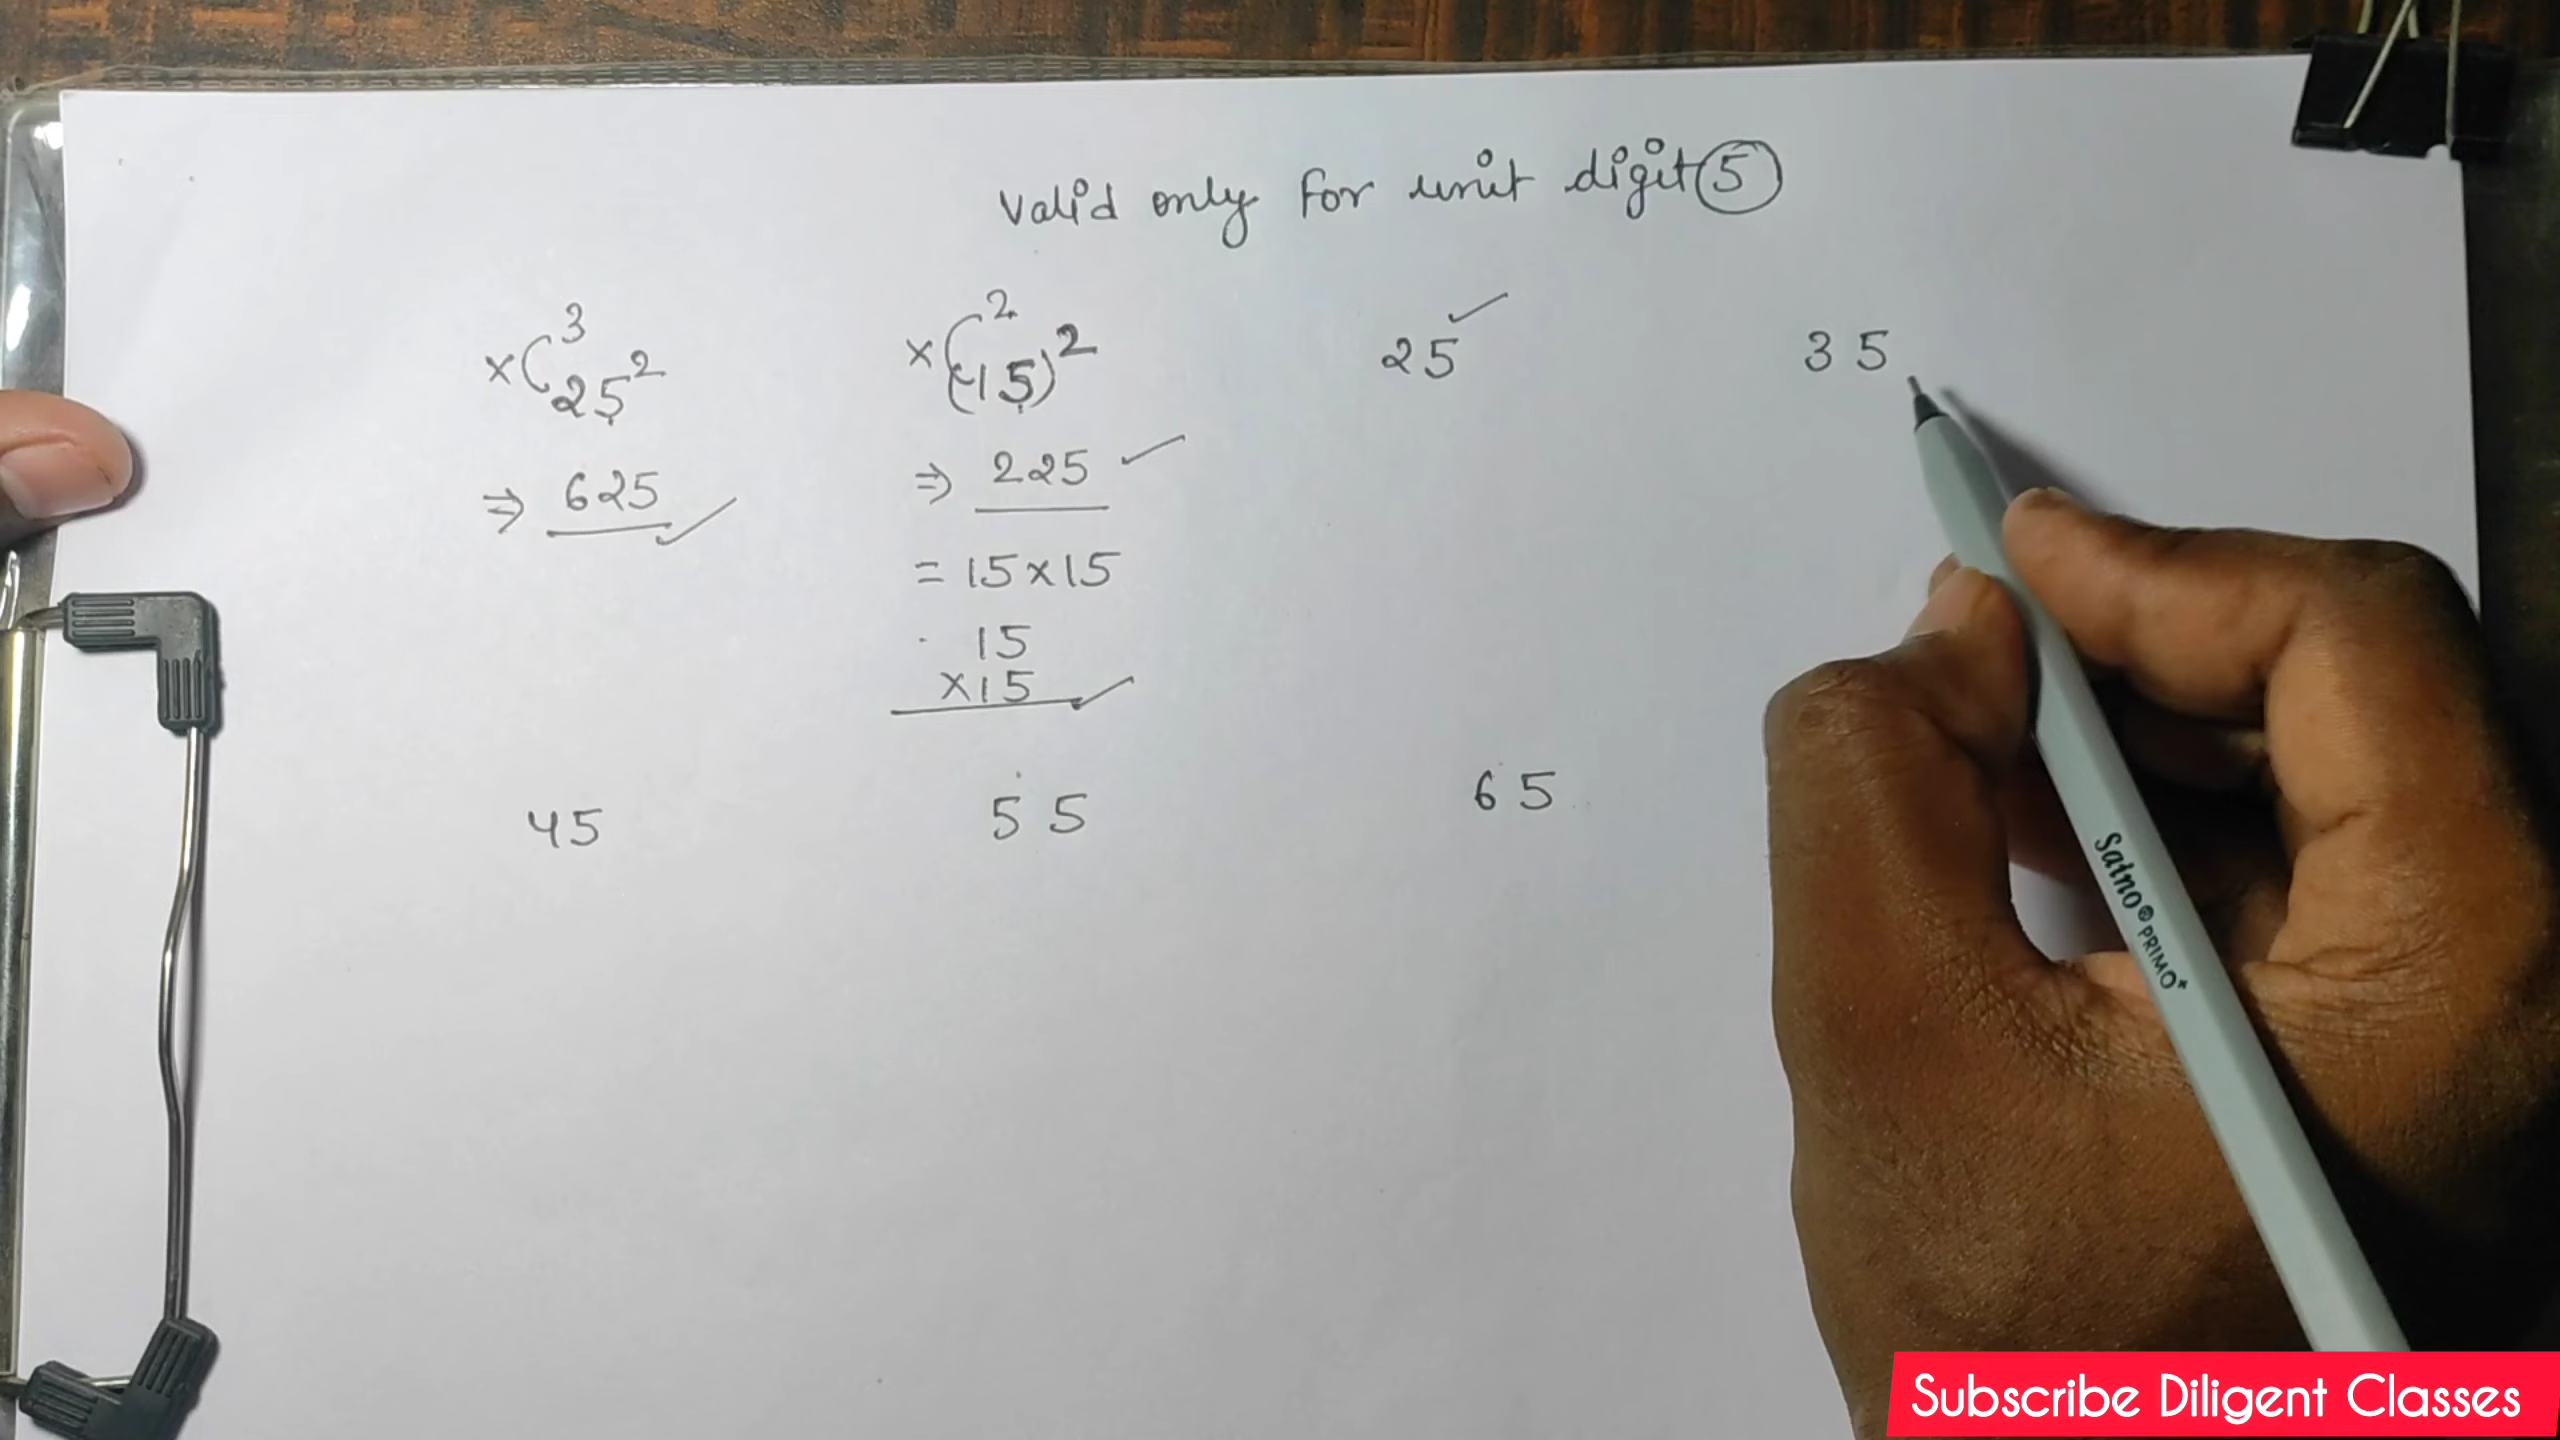 Valid only for unit digit 5
×( 3
25²
⇒ 625 ✓
×( 2
(15)²
⇒ 225 ✓
= 15×15
15
×15 ✓
25 ✓
35
45
55
65
Satno® PRIMO+
Subscribe Diligent Classes